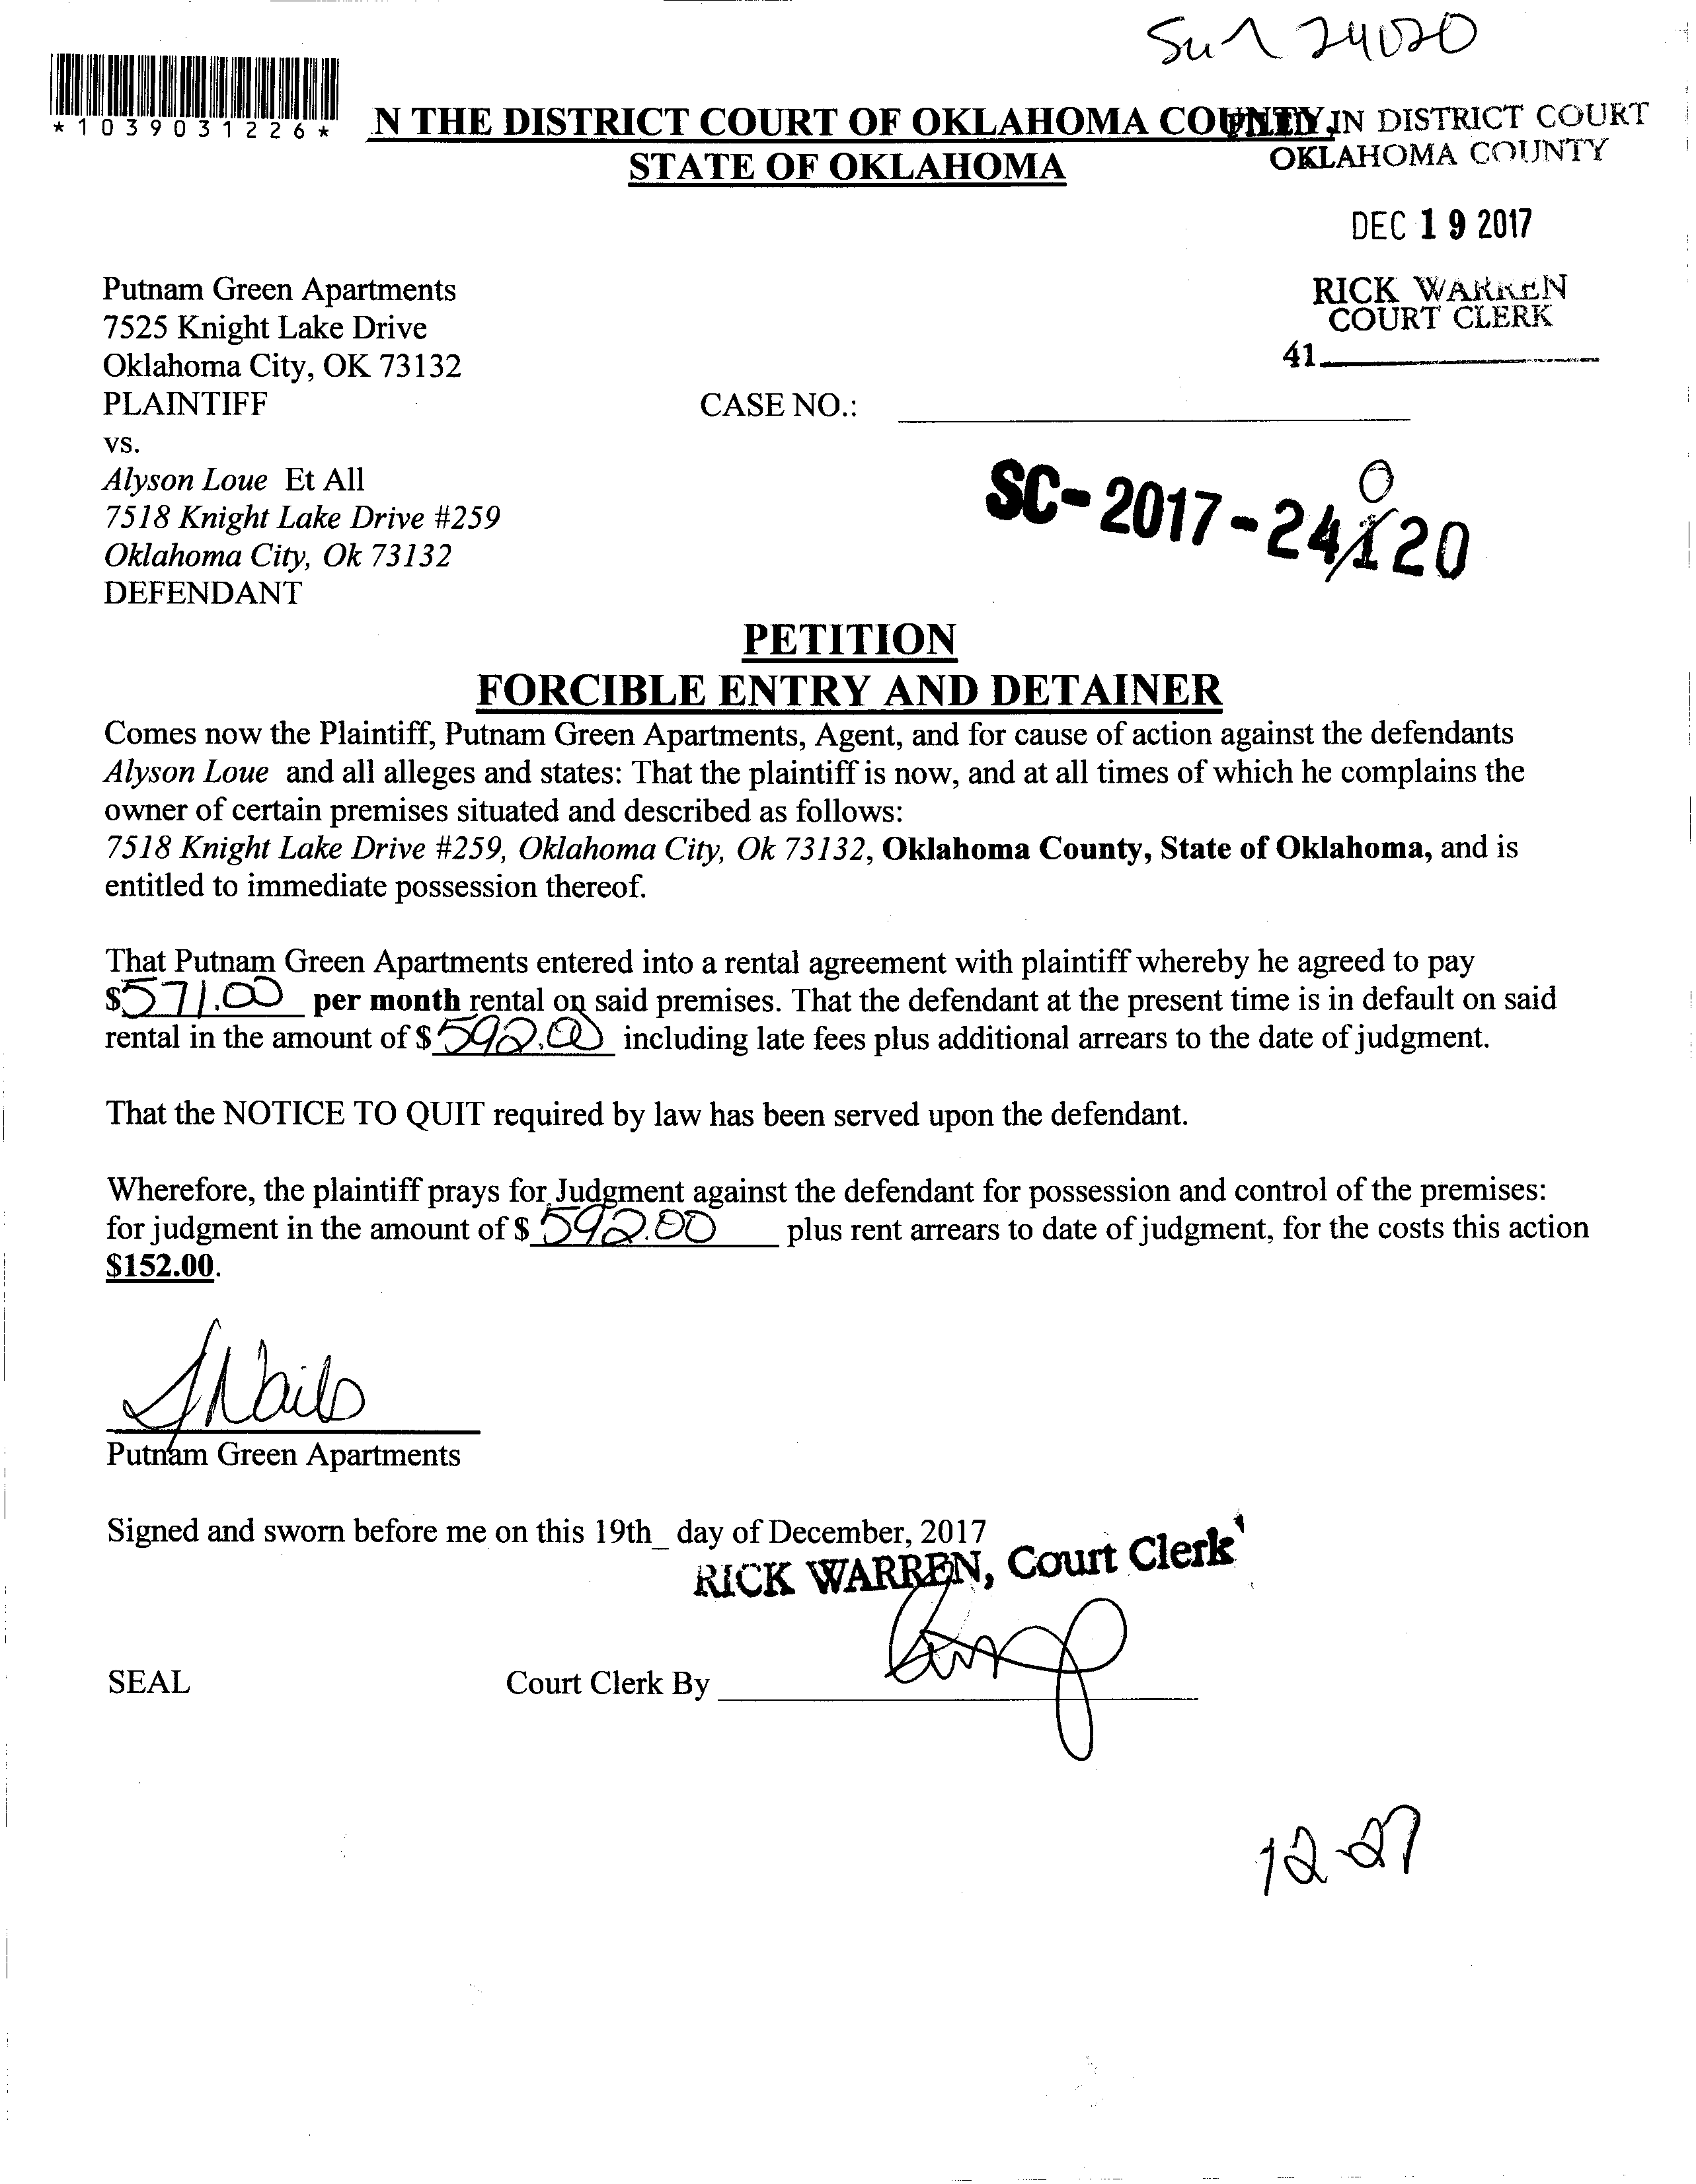 Su 24020
*1039031226*
N THE DISTRICT COURT OF OKLAHOMA COUNTY,
STATE OF OKLAHOMA
FILED IN DISTRICT COURT
OKLAHOMA COUNTY
DEC 19 2017
RICK WARREN
COURT CLERK
41
Putnam Green Apartments
7525 Knight Lake Drive
Oklahoma City, OK 73132
PLAINTIFF
CASE NO.:
vs.
Alyson Loue Et All
7518 Knight Lake Drive #259
Oklahoma City, Ok 73132
DEFENDANT
SC-2017-24020
PETITION
FORCIBLE ENTRY AND DETAINER
Comes now the Plaintiff, Putnam Green Apartments, Agent, and for cause of action against the defendants
Alyson Loue and all alleges and states: That the plaintiff is now, and at all times of which he complains the
owner of certain premises situated and described as follows:
7518 Knight Lake Drive #259, Oklahoma City, Ok 73132, Oklahoma County, State of Oklahoma, and is
entitled to immediate possession thereof.
That Putnam Green Apartments entered into a rental agreement with plaintiff whereby he agreed to pay
$571.00 per month rental on said premises. That the defendant at the present time is in default on said
rental in the amount of $592.00 including late fees plus additional arrears to the date of judgment.
That the NOTICE TO QUIT required by law has been served upon the defendant.
Wherefore, the plaintiff prays for Judgment against the defendant for possession and control of the premises:
for judgment in the amount of $592.00 plus rent arrears to date of judgment, for the costs this action
$152.00.
Putnam Green Apartments
Signed and sworn before me on this 19th_ day of December, 2017
RICK WARREN, Court Clerk
SEAL Court Clerk By
12-27